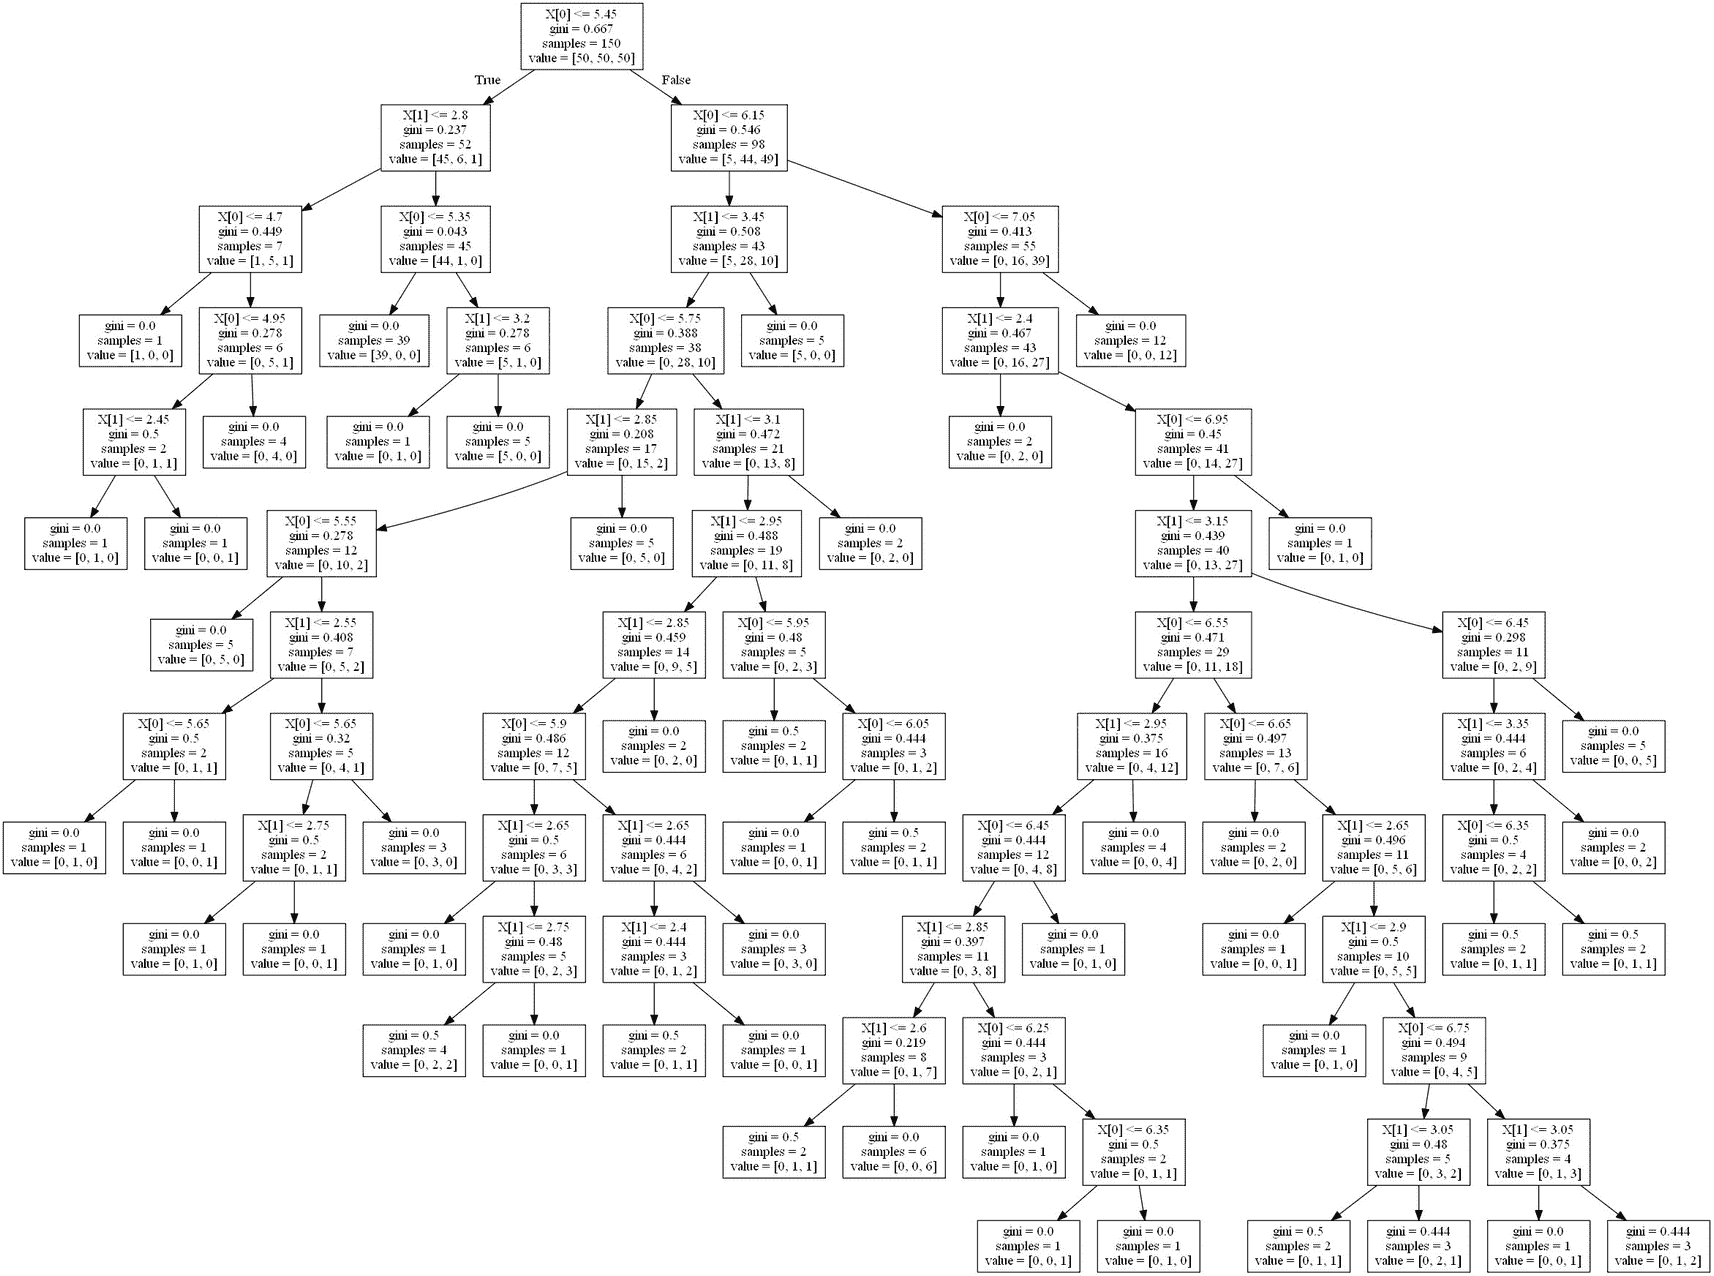 X[0] <= 5.45
gini = 0.667
samples = 150
value = [50, 50, 50]
True
False
X[1] <= 2.8
gini = 0.237
samples = 52
value = [45, 6, 1]
X[0] <= 6.15
gini = 0.546
samples = 98
value = [5, 44, 49]
X[0] <= 4.7
gini = 0.449
samples = 7
value = [1, 5, 1]
X[0] <= 5.35
gini = 0.043
samples = 45
value = [44, 1, 0]
X[1] <= 3.45
gini = 0.508
samples = 43
value = [5, 28, 10]
X[0] <= 7.05
gini = 0.413
samples = 55
value = [0, 16, 39]
gini = 0.0
samples = 1
value = [1, 0, 0]
X[0] <= 4.95
gini = 0.278
samples = 6
value = [0, 5, 1]
gini = 0.0
samples = 39
value = [39, 0, 0]
X[1] <= 3.2
gini = 0.278
samples = 6
value = [5, 1, 0]
X[0] <= 5.75
gini = 0.388
samples = 38
value = [0, 28, 10]
gini = 0.0
samples = 5
value = [5, 0, 0]
X[1] <= 2.4
gini = 0.467
samples = 43
value = [0, 16, 27]
gini = 0.0
samples = 12
value = [0, 0, 12]
X[1] <= 2.45
gini = 0.5
samples = 2
value = [0, 1, 1]
gini = 0.0
samples = 4
value = [0, 4, 0]
gini = 0.0
samples = 1
value = [0, 1, 0]
gini = 0.0
samples = 5
value = [5, 0, 0]
X[1] <= 2.85
gini = 0.208
samples = 17
value = [0, 15, 2]
X[1] <= 3.1
gini = 0.472
samples = 21
value = [0, 13, 8]
gini = 0.0
samples = 2
value = [0, 2, 0]
X[0] <= 6.95
gini = 0.45
samples = 41
value = [0, 14, 27]
gini = 0.0
samples = 1
value = [0, 1, 0]
gini = 0.0
samples = 1
value = [0, 0, 1]
X[0] <= 5.55
gini = 0.278
samples = 12
value = [0, 10, 2]
gini = 0.0
samples = 5
value = [0, 5, 0]
X[1] <= 2.95
gini = 0.488
samples = 19
value = [0, 11, 8]
gini = 0.0
samples = 2
value = [0, 2, 0]
X[1] <= 3.15
gini = 0.439
samples = 40
value = [0, 13, 27]
gini = 0.0
samples = 1
value = [0, 1, 0]
gini = 0.0
samples = 5
value = [0, 5, 0]
X[1] <= 2.55
gini = 0.408
samples = 7
value = [0, 5, 2]
X[1] <= 2.85
gini = 0.459
samples = 14
value = [0, 9, 5]
X[0] <= 5.95
gini = 0.48
samples = 5
value = [0, 2, 3]
X[0] <= 6.55
gini = 0.471
samples = 29
value = [0, 11, 18]
X[0] <= 6.45
gini = 0.298
samples = 11
value = [0, 2, 9]
X[0] <= 5.65
gini = 0.5
samples = 2
value = [0, 1, 1]
X[0] <= 5.65
gini = 0.32
samples = 5
value = [0, 4, 1]
X[0] <= 5.9
gini = 0.486
samples = 12
value = [0, 7, 5]
gini = 0.0
samples = 2
value = [0, 2, 0]
gini = 0.5
samples = 2
value = [0, 1, 1]
X[0] <= 6.05
gini = 0.444
samples = 3
value = [0, 1, 2]
X[1] <= 2.95
gini = 0.375
samples = 16
value = [0, 4, 12]
X[0] <= 6.65
gini = 0.497
samples = 13
value = [0, 7, 6]
X[1] <= 3.35
gini = 0.444
samples = 6
value = [0, 2, 4]
gini = 0.0
samples = 5
value = [0, 0, 5]
gini = 0.0
samples = 1
value = [0, 1, 0]
gini = 0.0
samples = 1
value = [0, 0, 1]
X[1] <= 2.75
gini = 0.5
samples = 2
value = [0, 1, 1]
gini = 0.0
samples = 3
value = [0, 3, 0]
X[1] <= 2.65
gini = 0.5
samples = 6
value = [0, 3, 3]
X[1] <= 2.65
gini = 0.444
samples = 6
value = [0, 4, 2]
gini = 0.0
samples = 1
value = [0, 0, 1]
gini = 0.5
samples = 2
value = [0, 1, 1]
X[0] <= 6.45
gini = 0.444
samples = 12
value = [0, 4, 8]
gini = 0.0
samples = 4
value = [0, 0, 4]
gini = 0.0
samples = 2
value = [0, 2, 0]
X[1] <= 2.65
gini = 0.496
samples = 11
value = [0, 5, 6]
X[0] <= 6.35
gini = 0.5
samples = 4
value = [0, 2, 2]
gini = 0.0
samples = 2
value = [0, 0, 2]
gini = 0.0
samples = 1
value = [0, 1, 0]
gini = 0.0
samples = 1
value = [0, 0, 1]
gini = 0.0
samples = 1
value = [0, 1, 0]
X[1] <= 2.75
gini = 0.48
samples = 5
value = [0, 2, 3]
X[1] <= 2.4
gini = 0.444
samples = 3
value = [0, 1, 2]
gini = 0.0
samples = 3
value = [0, 3, 0]
X[1] <= 2.85
gini = 0.397
samples = 11
value = [0, 3, 8]
gini = 0.0
samples = 1
value = [0, 1, 0]
gini = 0.0
samples = 1
value = [0, 0, 1]
X[1] <= 2.9
gini = 0.5
samples = 10
value = [0, 5, 5]
gini = 0.5
samples = 2
value = [0, 1, 1]
gini = 0.5
samples = 2
value = [0, 1, 1]
gini = 0.5
samples = 4
value = [0, 2, 2]
gini = 0.0
samples = 1
value = [0, 0, 1]
gini = 0.5
samples = 2
value = [0, 1, 1]
gini = 0.0
samples = 1
value = [0, 0, 1]
X[1] <= 2.6
gini = 0.219
samples = 8
value = [0, 1, 7]
X[0] <= 6.25
gini = 0.444
samples = 3
value = [0, 2, 1]
gini = 0.0
samples = 1
value = [0, 1, 0]
X[0] <= 6.75
gini = 0.494
samples = 9
value = [0, 4, 5]
gini = 0.5
samples = 2
value = [0, 1, 1]
gini = 0.0
samples = 6
value = [0, 0, 6]
gini = 0.0
samples = 1
value = [0, 1, 0]
X[0] <= 6.35
gini = 0.5
samples = 2
value = [0, 1, 1]
X[1] <= 3.05
gini = 0.48
samples = 5
value = [0, 3, 2]
X[1] <= 3.05
gini = 0.375
samples = 4
value = [0, 1, 3]
gini = 0.0
samples = 1
value = [0, 0, 1]
gini = 0.0
samples = 1
value = [0, 1, 0]
gini = 0.5
samples = 2
value = [0, 1, 1]
gini = 0.444
samples = 3
value = [0, 2, 1]
gini = 0.0
samples = 1
value = [0, 0, 1]
gini = 0.444
samples = 3
value = [0, 1, 2]